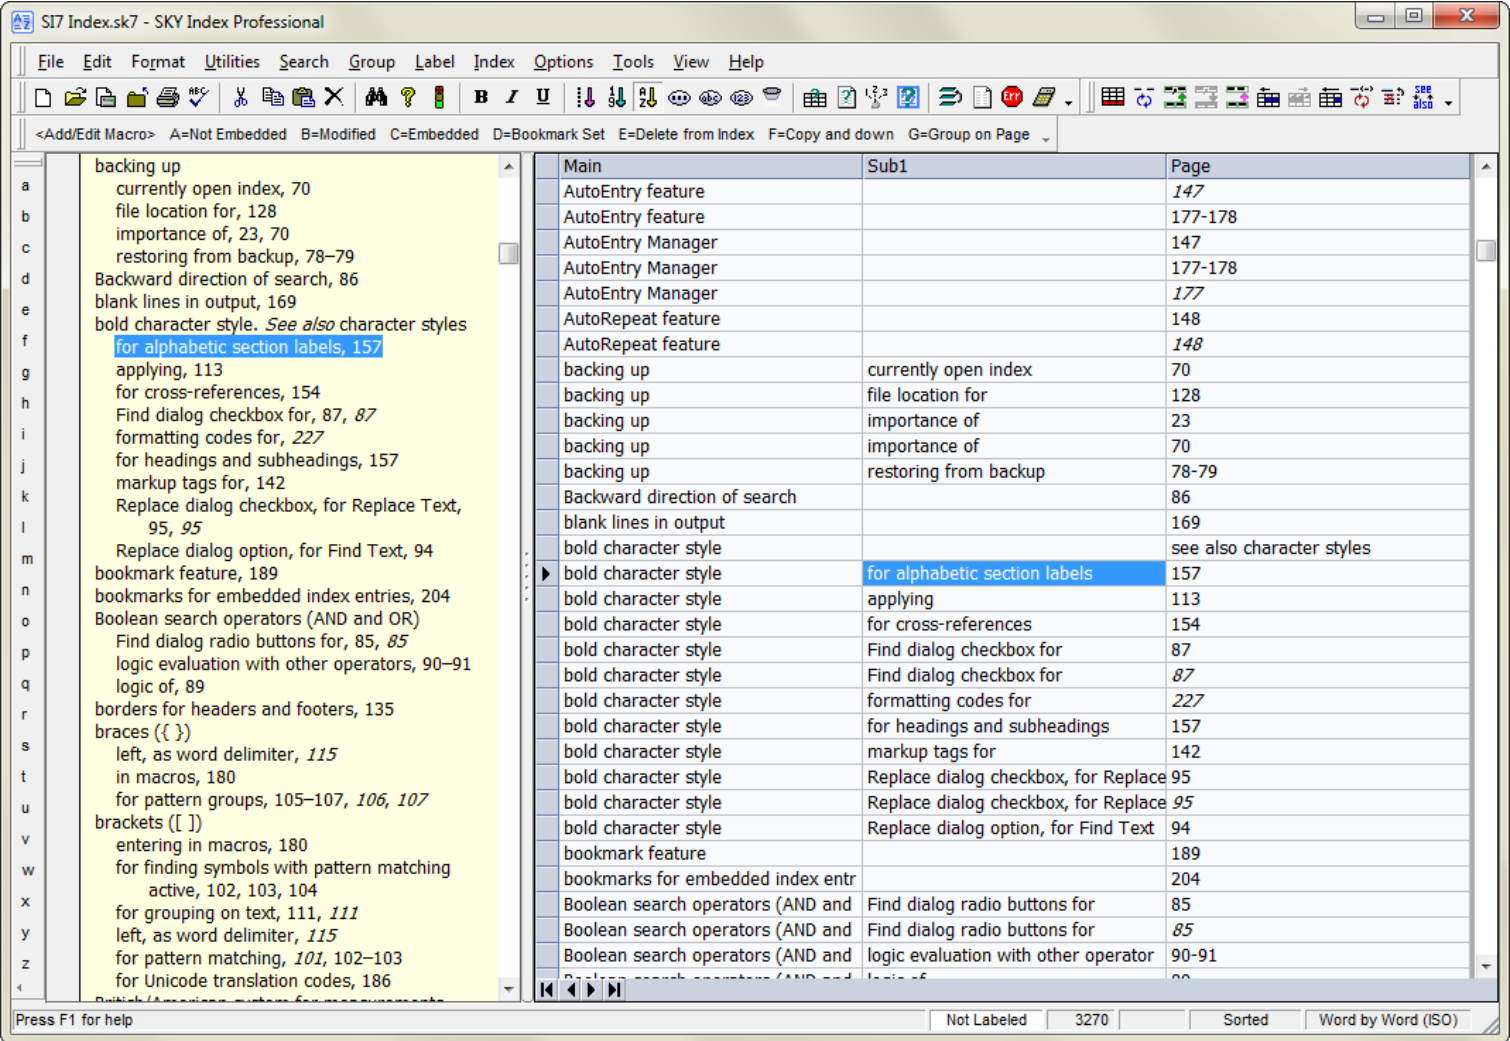 SI7 Index.sk7 - SKY Index Professional
File Edit Format Utilities Search Group Label Index Options Tools View Help
ABC B I U A Z abc 123 Err see also
<Add/Edit Macro> A=Not Embedded B=Modified C=Embedded D=Bookmark Set E=Delete from Index F=Copy and down G=Group on Page
a
b
c
d
e
f
g
h
i
j
k
l
m
n
o
p
q
r
s
t
u
v
w
x
y
z
backing up
currently open index, 70
file location for, 128
importance of, 23, 70
restoring from backup, 78–79
Backward direction of search, 86
blank lines in output, 169
bold character style. See also character styles
for alphabetic section labels, 157
applying, 113
for cross-references, 154
Find dialog checkbox for, 87, 87
formatting codes for, 227
for headings and subheadings, 157
markup tags for, 142
Replace dialog checkbox, for Replace Text,
95, 95
Replace dialog option, for Find Text, 94
bookmark feature, 189
bookmarks for embedded index entries, 204
Boolean search operators (AND and OR)
Find dialog radio buttons for, 85, 85
logic evaluation with other operators, 90–91
logic of, 89
borders for headers and footers, 135
braces ({ })
left, as word delimiter, 115
in macros, 180
for pattern groups, 105–107, 106, 107
brackets ([ ])
entering in macros, 180
for finding symbols with pattern matching
active, 102, 103, 104
for grouping on text, 111, 111
left, as word delimiter, 115
for pattern matching, 101, 102–103
for Unicode translation codes, 186
British/American system for measurements
Main Sub1 Page
AutoEntry feature 147
AutoEntry feature 177-178
AutoEntry Manager 147
AutoEntry Manager 177-178
AutoEntry Manager 177
AutoRepeat feature 148
AutoRepeat feature 148
backing up currently open index 70
backing up file location for 128
backing up importance of 23
backing up importance of 70
backing up restoring from backup 78-79
Backward direction of search 86
blank lines in output 169
bold character style see also character styles
bold character style for alphabetic section labels 157
bold character style applying 113
bold character style for cross-references 154
bold character style Find dialog checkbox for 87
bold character style Find dialog checkbox for 87
bold character style formatting codes for 227
bold character style for headings and subheadings 157
bold character style markup tags for 142
bold character style Replace dialog checkbox, for Replace 95
bold character style Replace dialog checkbox, for Replace 95
bold character style Replace dialog option, for Find Text 94
bookmark feature 189
bookmarks for embedded index entr 204
Boolean search operators (AND and Find dialog radio buttons for 85
Boolean search operators (AND and Find dialog radio buttons for 85
Boolean search operators (AND and logic evaluation with other operator 90-91
Boolean search operators (AND and logic of 89
Press F1 for help Not Labeled 3270 Sorted Word by Word (ISO)